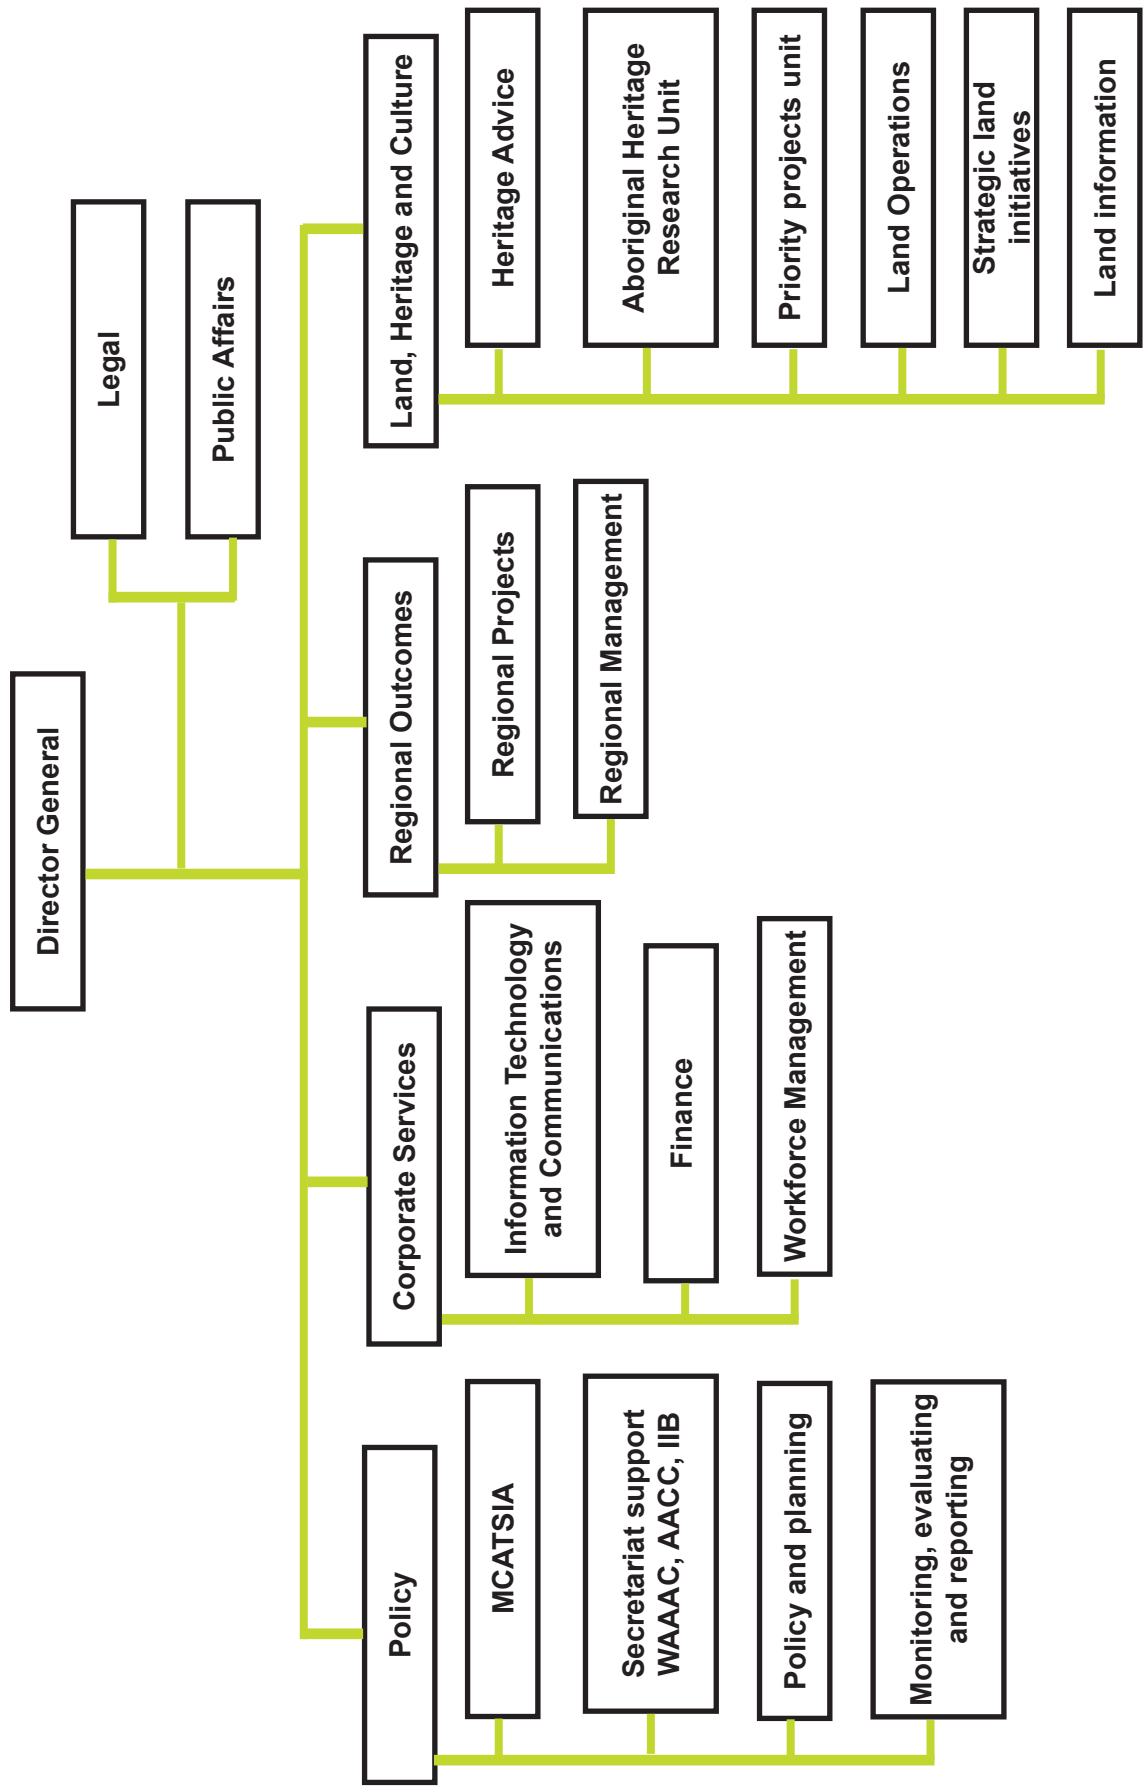 Director General
Legal
Public Affairs
Policy
MCATSIA
Secretariat support
WAAAC, AACC, IIB
Policy and planning
Monitoring, evaluating
and reporting
Corporate Services
Information Technology
and Communications
Finance
Workforce Management
Regional Outcomes
Regional Projects
Regional Management
Land, Heritage and Culture
Heritage Advice
Aboriginal Heritage
Research Unit
Priority projects unit
Land Operations
Strategic land
initiatives
Land information